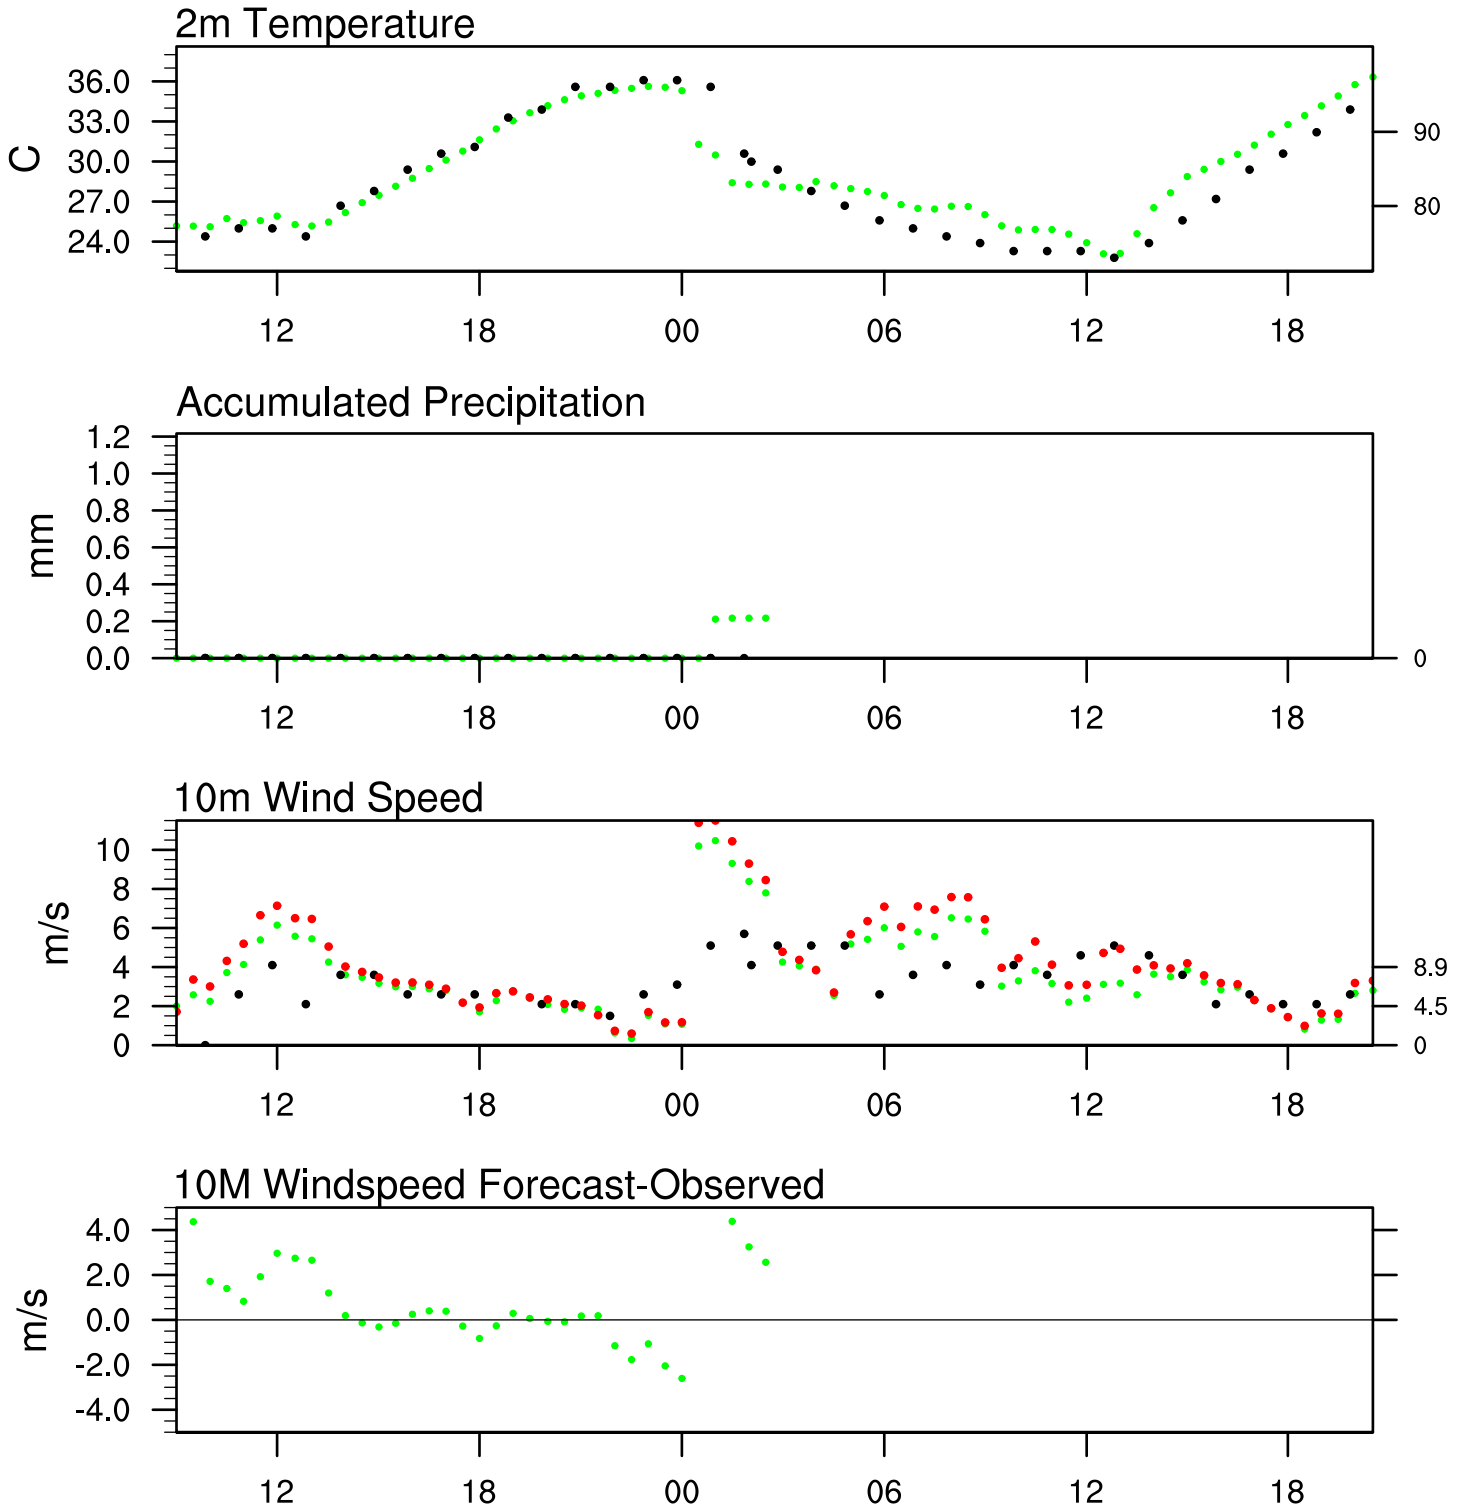 2m Temperature
C
36.0
33.0
30.0
27.0
24.0
90
80
12 18 00 06 12 18
Accumulated Precipitation
mm
1.2
1.0
0.8
0.6
0.4
0.2
0.0
0
12 18 00 06 12 18
10m Wind Speed
m/s
10
8
6
4
2
0
8.9
4.5
0
12 18 00 06 12 18
10M Windspeed Forecast-Observed
m/s
4.0
2.0
0.0
-2.0
-4.0
12 18 00 06 12 18